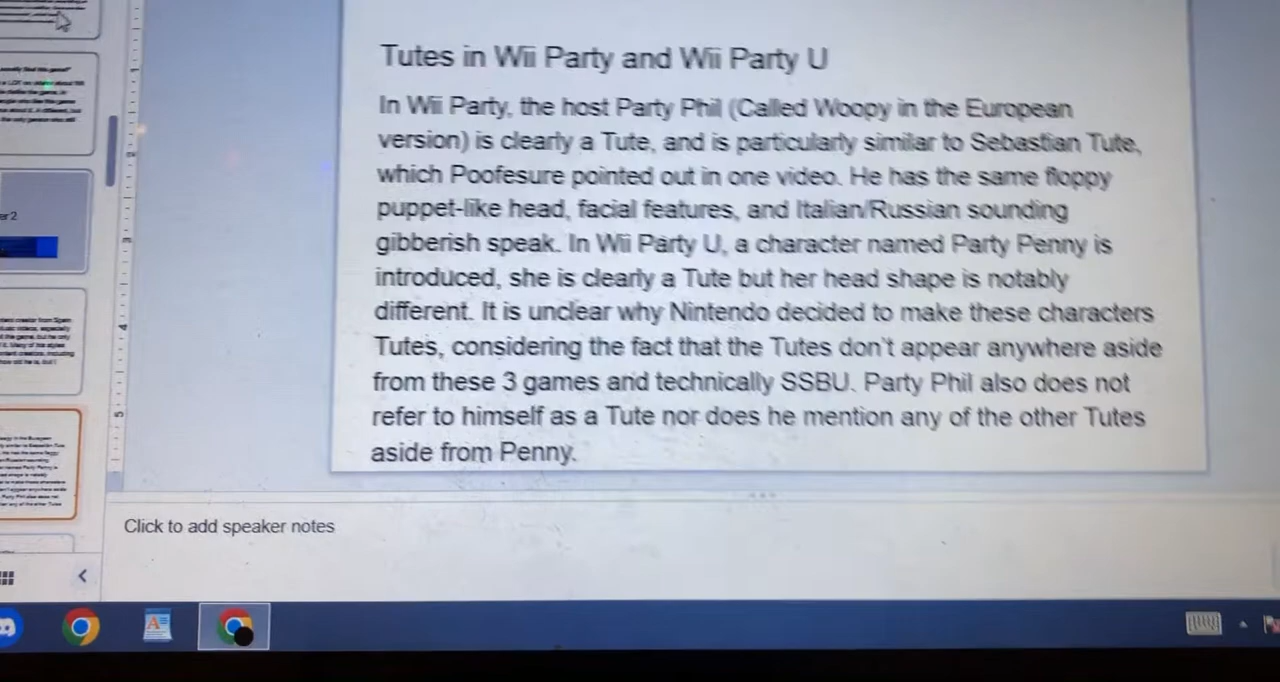 er 2
Tutes in Wii Party and Wii Party U
In Wii Party, the host Party Phil (Called Woopy in the European
version) is clearly a Tute, and is particularly similar to Sebastian Tute,
which Poofesure pointed out in one video. He has the same floppy
puppet-like head, facial features, and Italian/Russian sounding
gibberish speak. In Wii Party U, a character named Party Penny is
introduced, she is clearly a Tute but her head shape is notably
different. It is unclear why Nintendo decided to make these characters
Tutes, considering the fact that the Tutes don't appear anywhere aside
from these 3 games and technically SSBU. Party Phil also does not
refer to himself as a Tute nor does he mention any of the other Tutes
aside from Penny.
Click to add speaker notes